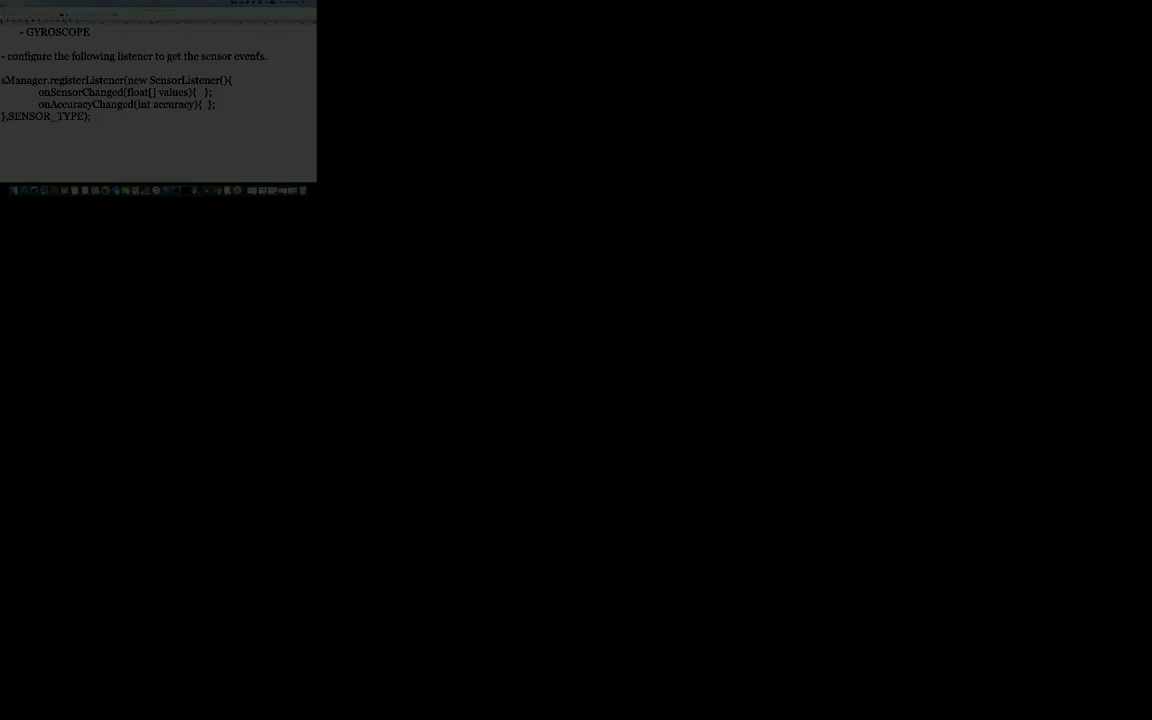 - GYROSCOPE
- configure the following listener to get the sensor events.
sManager.registerListener(new SensorListener(){
onSensorChanged(float[] values){ };
onAccuracyChanged(int accuracy){ };
},SENSOR_TYPE);